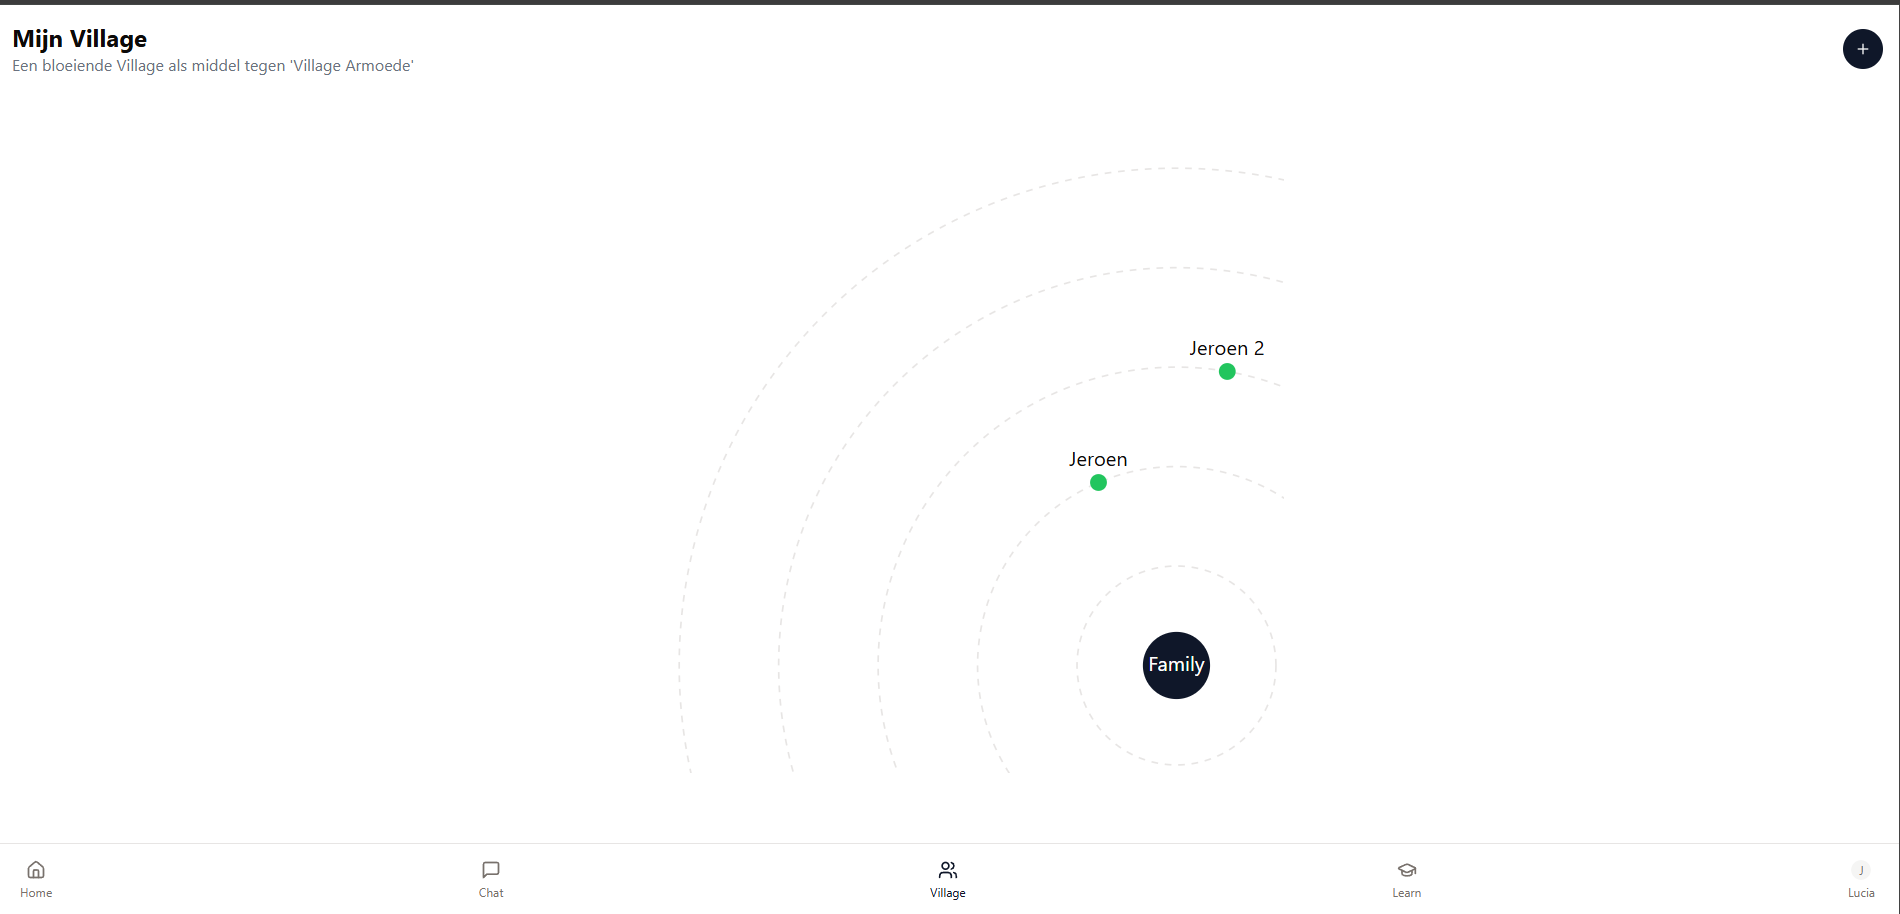 Mijn Village
Een bloeiende Village als middel tegen 'Village Armoede'
Jeroen 2
Jeroen
Family
Home
Chat
Village
Learn
J
Lucia